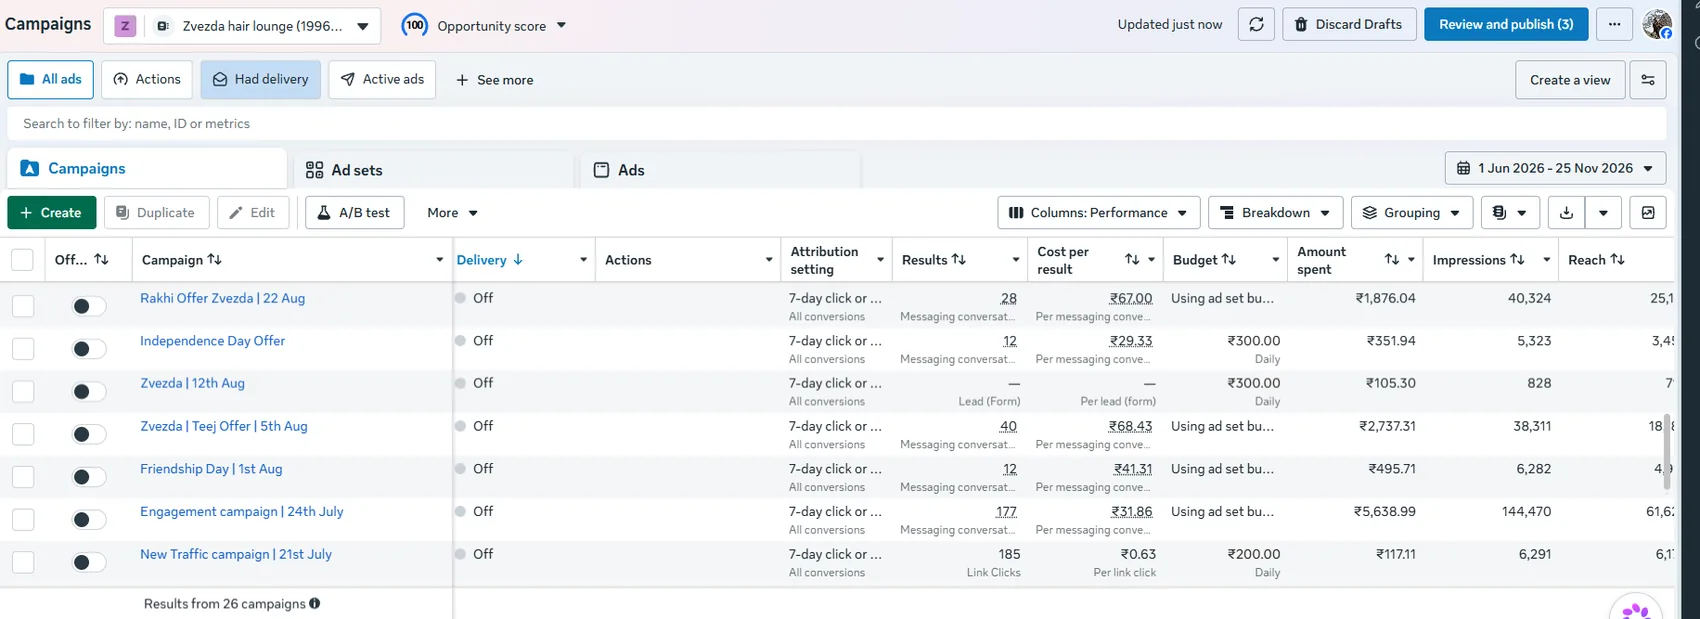 Campaigns
Z
Zvezda hair lounge (1996...
100
Opportunity score
Updated just now
Discard Drafts
Review and publish (3)
...
All ads
Actions
Had delivery
Active ads
+ See more
Create a view
Search to filter by: name, ID or metrics
Campaigns
Ad sets
Ads
1 Jun 2026 - 25 Nov 2026
+ Create
Duplicate
Edit
A/B test
More
Columns: Performance
Breakdown
Grouping
Off...
Campaign
Delivery
Actions
Attribution setting
Results
Cost per result
Budget
Amount spent
Impressions
Reach
Rakhi Offer Zvezda | 22 Aug
Off
7-day click or ...
28
₹67.00
Using ad set bu...
₹1,876.04
40,324
25,1
All conversions
Messaging conversat...
Per messaging conve...
Independence Day Offer
Off
7-day click or ...
12
₹29.33
₹300.00
₹351.94
5,323
3,45
All conversions
Messaging conversat...
Per messaging conve...
Daily
Zvezda | 12th Aug
Off
7-day click or ...
—
—
₹300.00
₹105.30
828
All conversions
Lead (Form)
Per lead (form)
Daily
Zvezda | Teej Offer | 5th Aug
Off
7-day click or ...
40
₹68.43
Using ad set bu...
₹2,737.31
38,311
All conversions
Messaging conversat...
Per messaging conve...
Friendship Day | 1st Aug
Off
7-day click or ...
12
₹41.31
Using ad set bu...
₹495.71
6,282
All conversions
Messaging conversat...
Per messaging conve...
Engagement campaign | 24th July
Off
7-day click or ...
177
₹31.86
Using ad set bu...
₹5,638.99
144,470
61,62
All conversions
Messaging conversat...
Per messaging conve...
New Traffic campaign | 21st July
Off
7-day click or ...
185
₹0.63
₹200.00
₹117.11
6,291
6,17
All conversions
Link Clicks
Per link click
Daily
Results from 26 campaigns